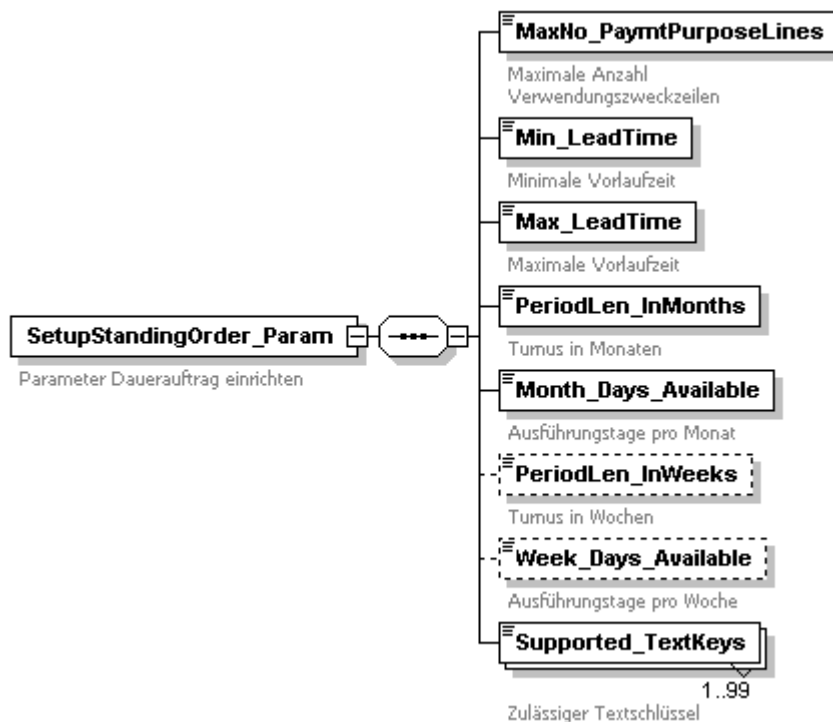 MaxNo_PaymtPurposeLines
Maximale Anzahl
Verwendungszweckzeilen
Min_LeadTime
Minimale Vorlaufzeit
Max_LeadTime
Maximale Vorlaufzeit
PeriodLen_InMonths
Turnus in Monaten
SetupStandingOrder_Param
Parameter Dauerauftrag einrichten
Month_Days_Available
Ausführungstage pro Monat
PeriodLen_InWeeks
Turnus in Wochen
Week_Days_Available
Ausführungstage pro Woche
Supported_TextKeys
1..99
Zulässiger Textschlüssel